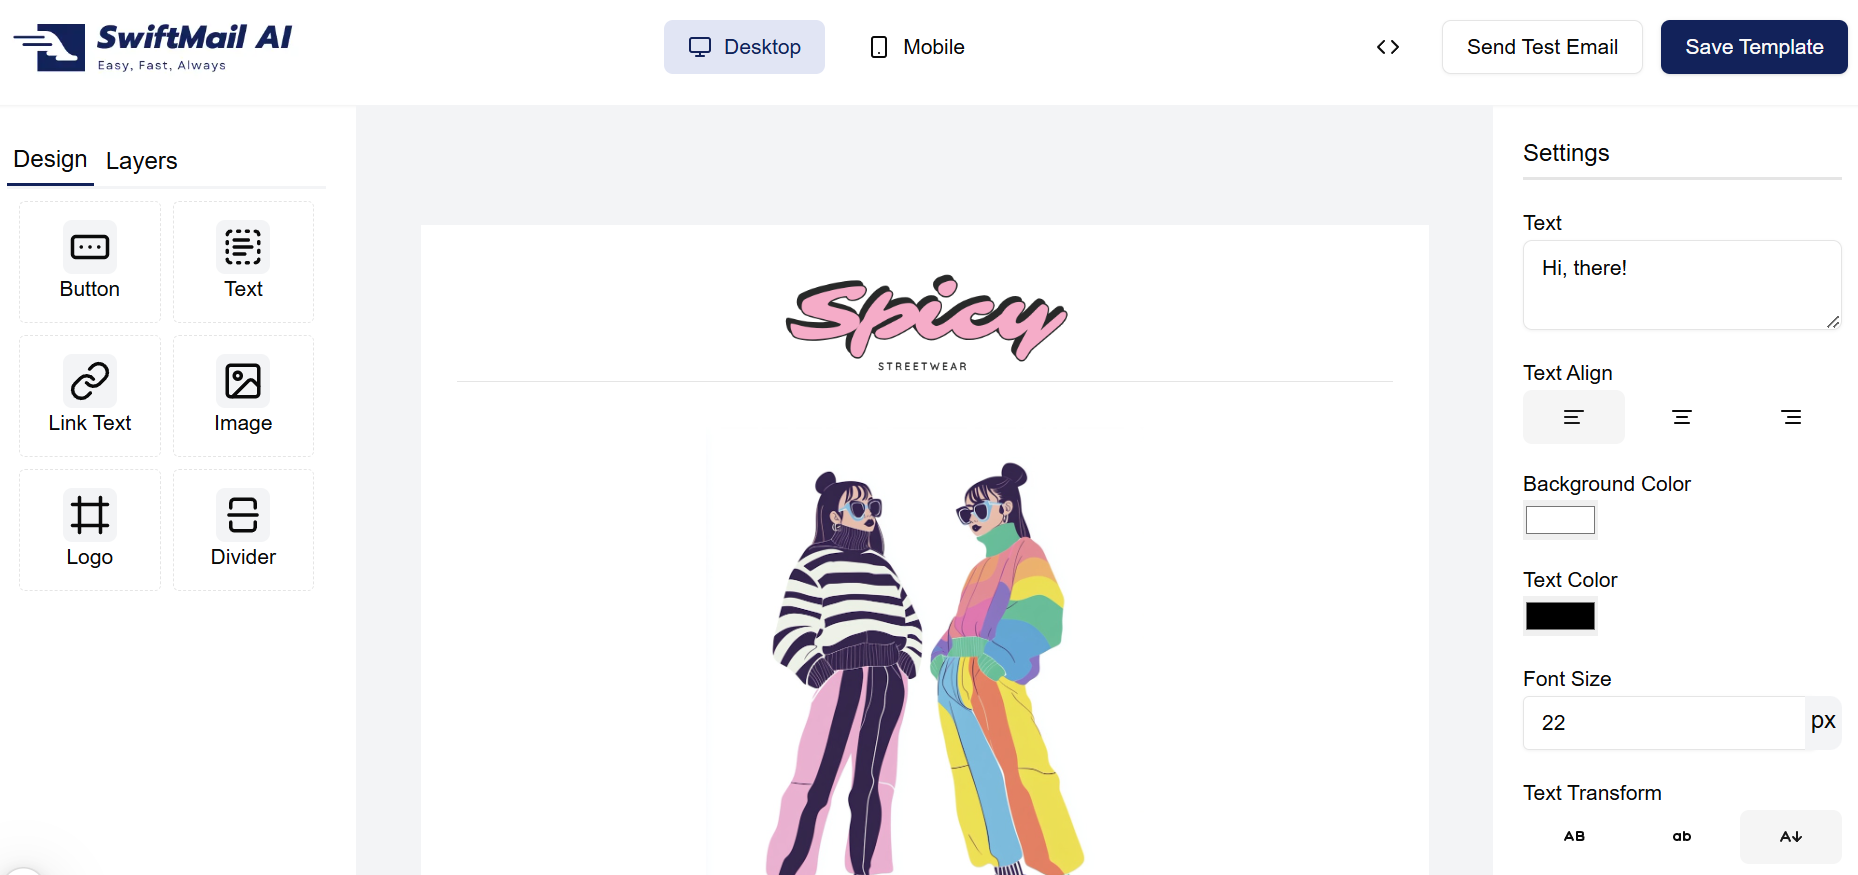 SwiftMail AI
Easy, Fast, Always
Desktop
Mobile
Send Test Email
Save Template
Design
Layers
Button
Text
Link Text
Image
Logo
Divider
Spicy
STREETWEAR
Settings
Text
Hi, there!
Text Align
Background Color
Text Color
Font Size
22
px
Text Transform
AB
ab
A